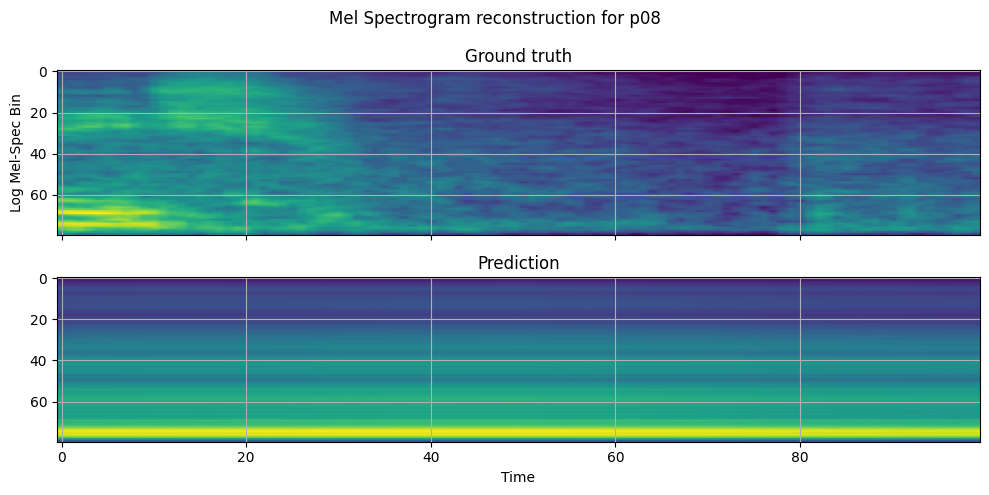 Mel Spectrogram reconstruction for p08
Ground truth
0
20
40
60
Log Mel-Spec Bin
Prediction
0
20
40
60
0 20 40 60 80
Time